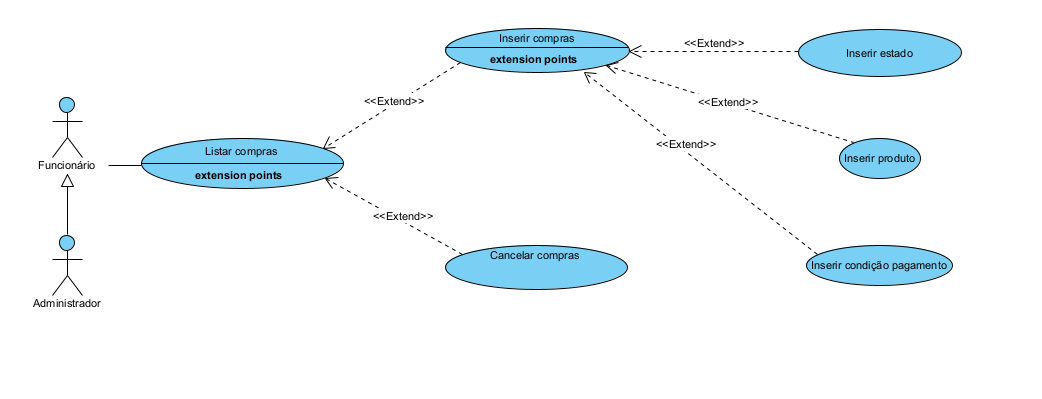 Inserir compras
extension points
<<Extend>>
Inserir estado
<<Extend>>
<<Extend>>
<<Extend>>
Inserir produto
Listar compras
extension points
Funcionário
<<Extend>>
Cancelar compras
Inserir condição pagamento
Administrador